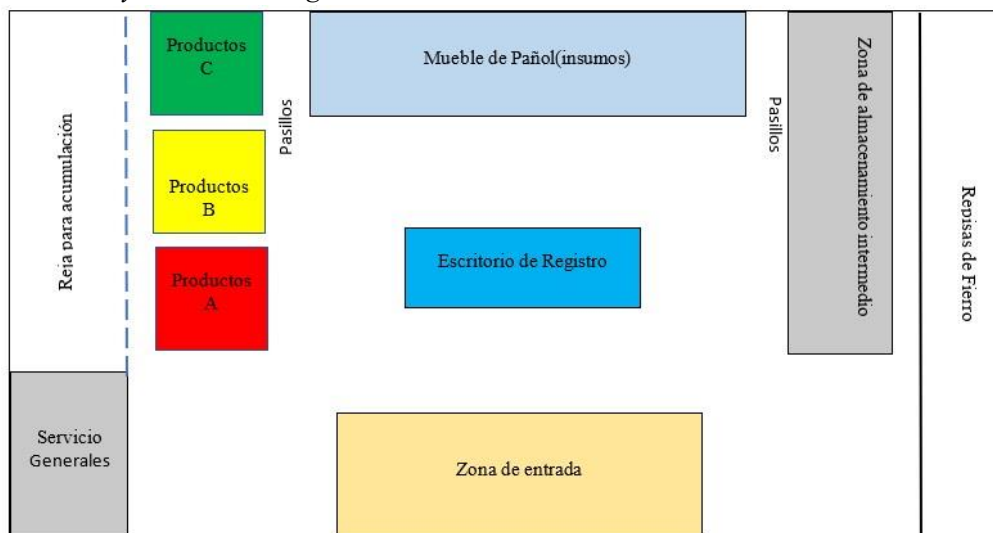 Productos
C
Mueble de Pañol(insumos)
Pasillos
Pasillos
Zona de almacenamiento intermedio
Reja para acumulación
Productos
B
Repisas de Fierro
Escritorio de Registro
Productos
A
Servicio
Generales
Zona de entrada